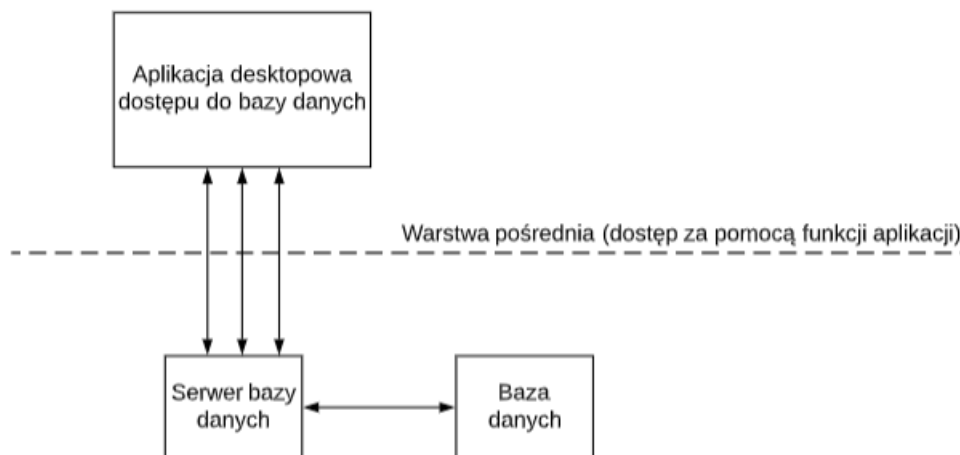 Aplikacja desktopowa
dostępu do bazy danych
Warstwa pośrednia (dostęp za pomocą funkcji aplikacji)
Serwer bazy
danych
Baza
danych